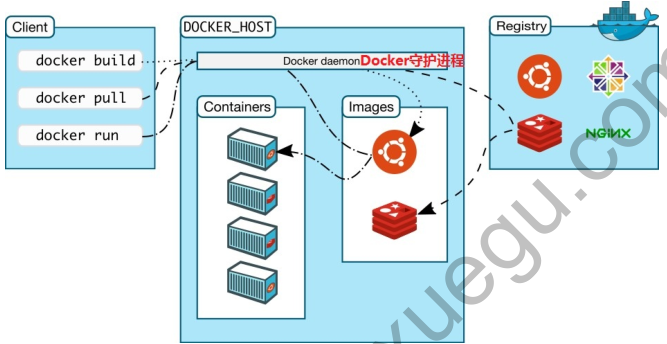 Client
docker build
docker pull
docker run
DOCKER_HOST
Docker daemon Docker守护进程
Containers
Images
Registry
NGINX
xuegu.com